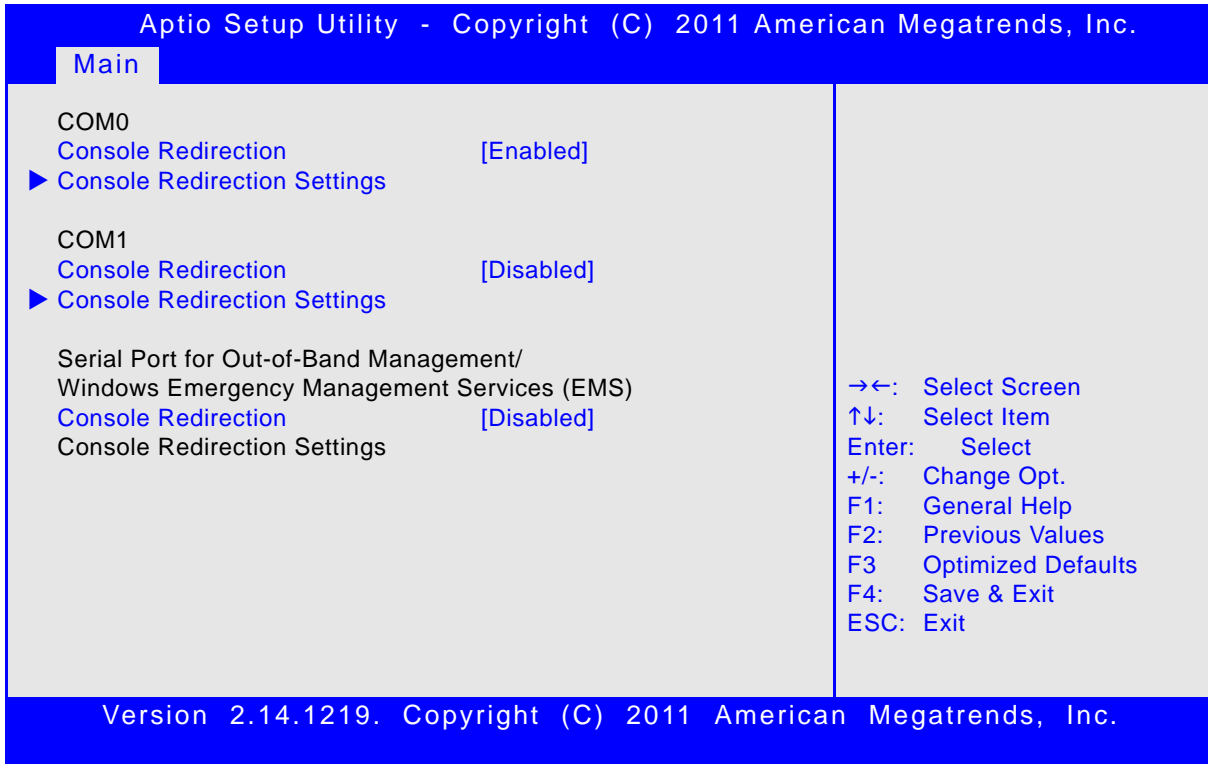 Aptio Setup Utility - Copyright (C) 2011 American Megatrends, Inc.
Main
COM0
Console Redirection [Enabled]
▶ Console Redirection Settings
COM1
Console Redirection [Disabled]
▶ Console Redirection Settings
Serial Port for Out-of-Band Management/
Windows Emergency Management Services (EMS)
Console Redirection [Disabled]
Console Redirection Settings
→←: Select Screen
↑↓: Select Item
Enter: Select
+/-: Change Opt.
F1: General Help
F2: Previous Values
F3 Optimized Defaults
F4: Save & Exit
ESC: Exit
Version 2.14.1219. Copyright (C) 2011 American Megatrends, Inc.